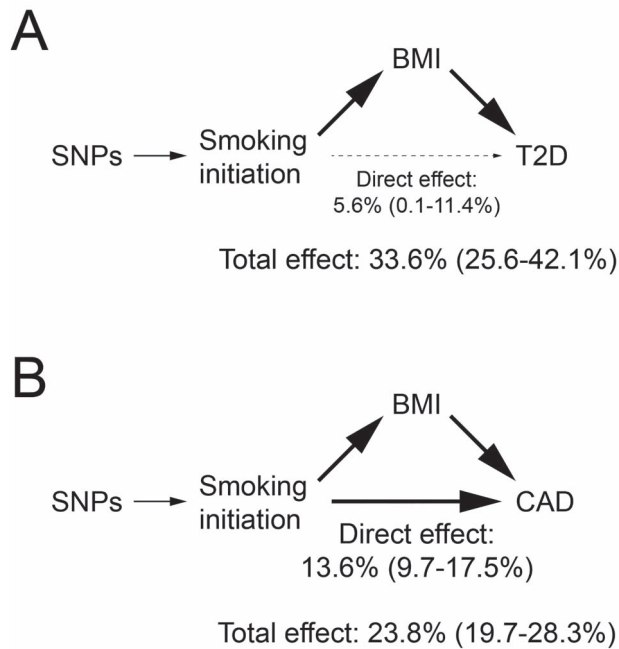 A
BMI
SNPs
Smoking
initiation
T2D
Direct effect:
5.6% (0.1-11.4%)
Total effect: 33.6% (25.6-42.1%)
B
BMI
SNPs
Smoking
initiation
CAD
Direct effect:
13.6% (9.7-17.5%)
Total effect: 23.8% (19.7-28.3%)